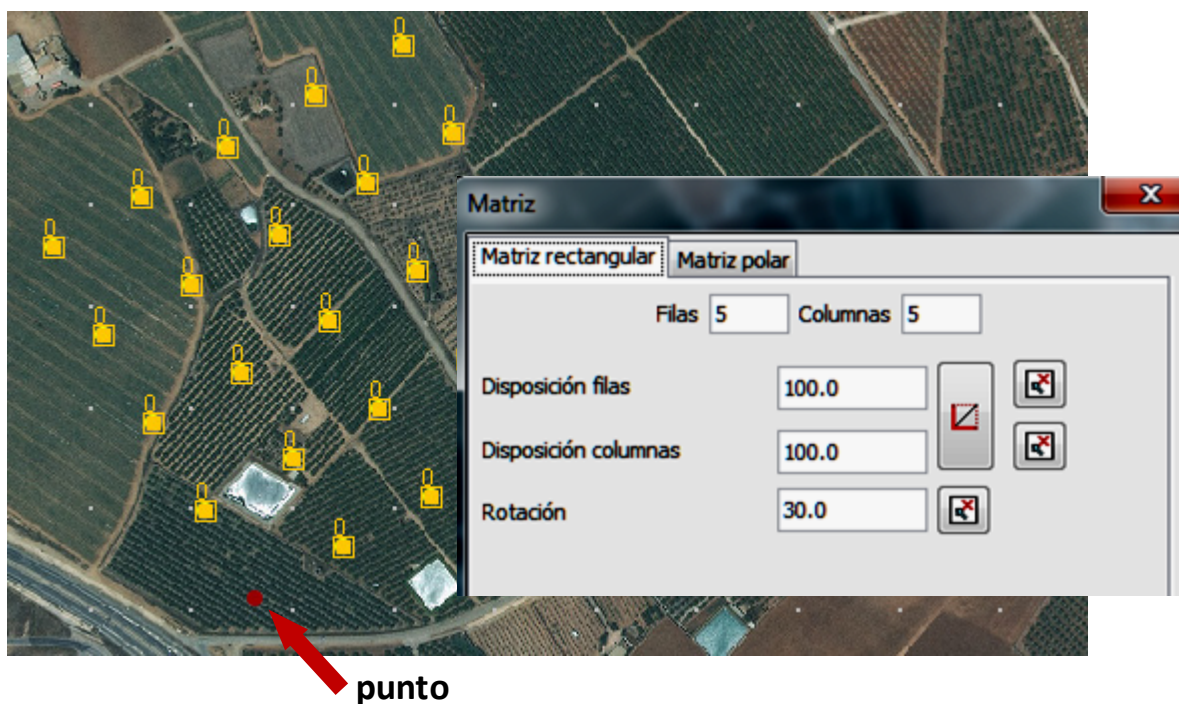 Matriz
Matriz rectangular Matriz polar
Filas 5 Columnas 5
Disposición filas 100.0
Disposición columnas 100.0
Rotación 30.0
punto